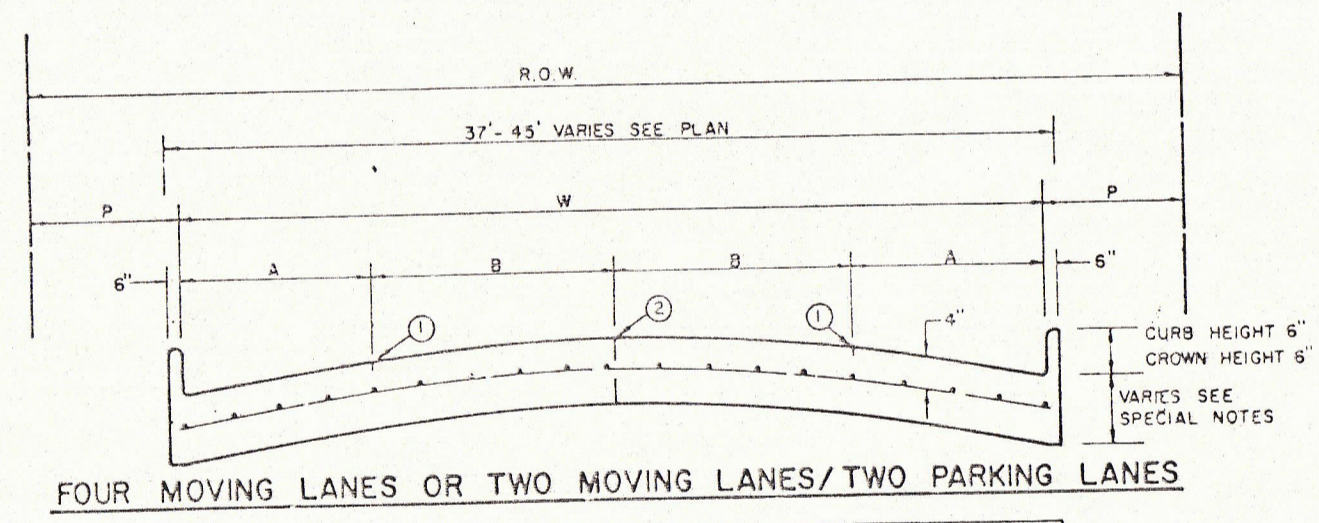 R.O.W.
37'- 45' VARIES SEE PLAN
P
W
P
6"
A
B
B
A
6"
1
2
1
4"
CURB HEIGHT 6"
CROWN HEIGHT 6"
VARIES SEE
SPECIAL NOTES
FOUR MOVING LANES OR TWO MOVING LANES/TWO PARKING LANES